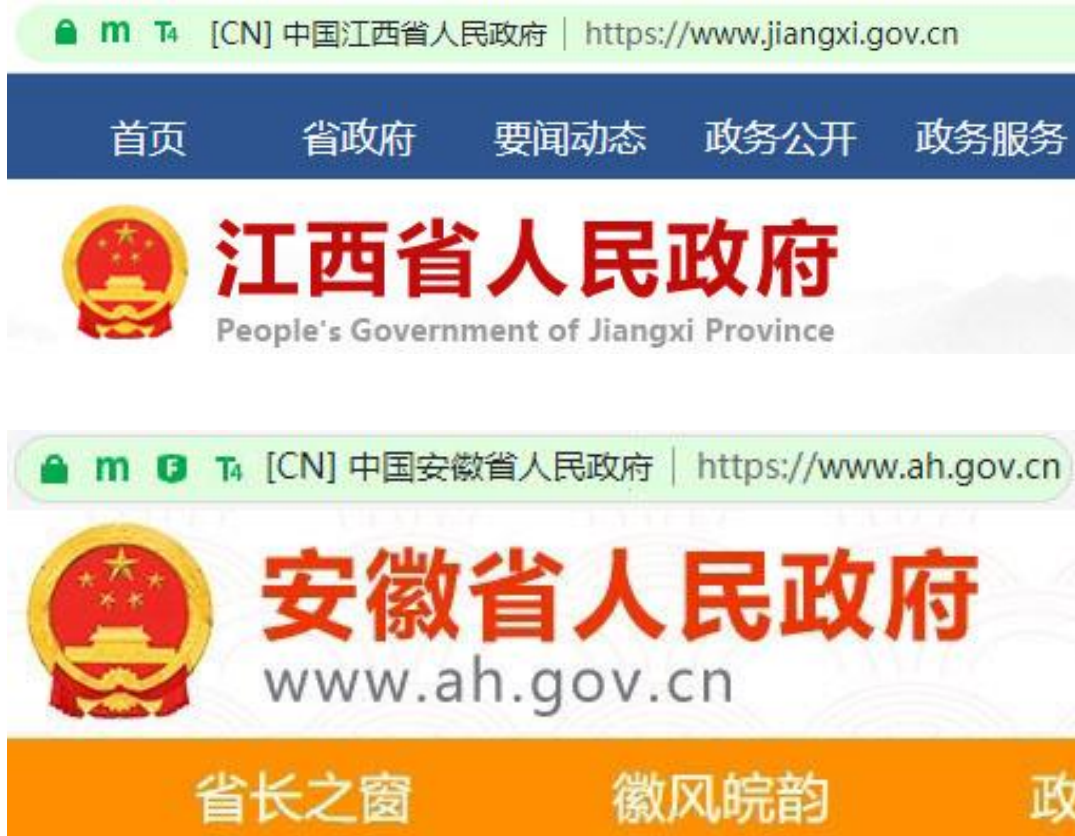 m T4 [CN] 中国江西省人民政府 | https://www.jiangxi.gov.cn
首页 省政府 要闻动态 政务公开 政务服务
江西省人民政府
People's Government of Jiangxi Province
m T4 [CN] 中国安徽省人民政府 | https://www.ah.gov.cn
安徽省人民政府
www.ah.gov.cn
省长之窗 徽风皖韵 政